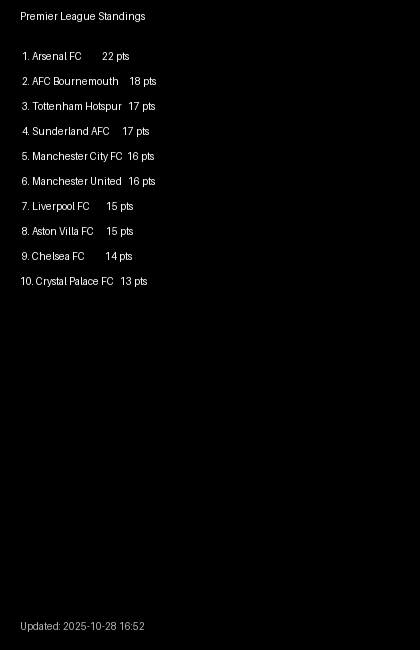 Premier League Standings
1. Arsenal FC 22 pts
2. AFC Bournemouth 18 pts
3. Tottenham Hotspur 17 pts
4. Sunderland AFC 17 pts
5. Manchester City FC 16 pts
6. Manchester United 16 pts
7. Liverpool FC 15 pts
8. Aston Villa FC 15 pts
9. Chelsea FC 14 pts
10. Crystal Palace FC 13 pts
Updated: 2025-10-28 16:52